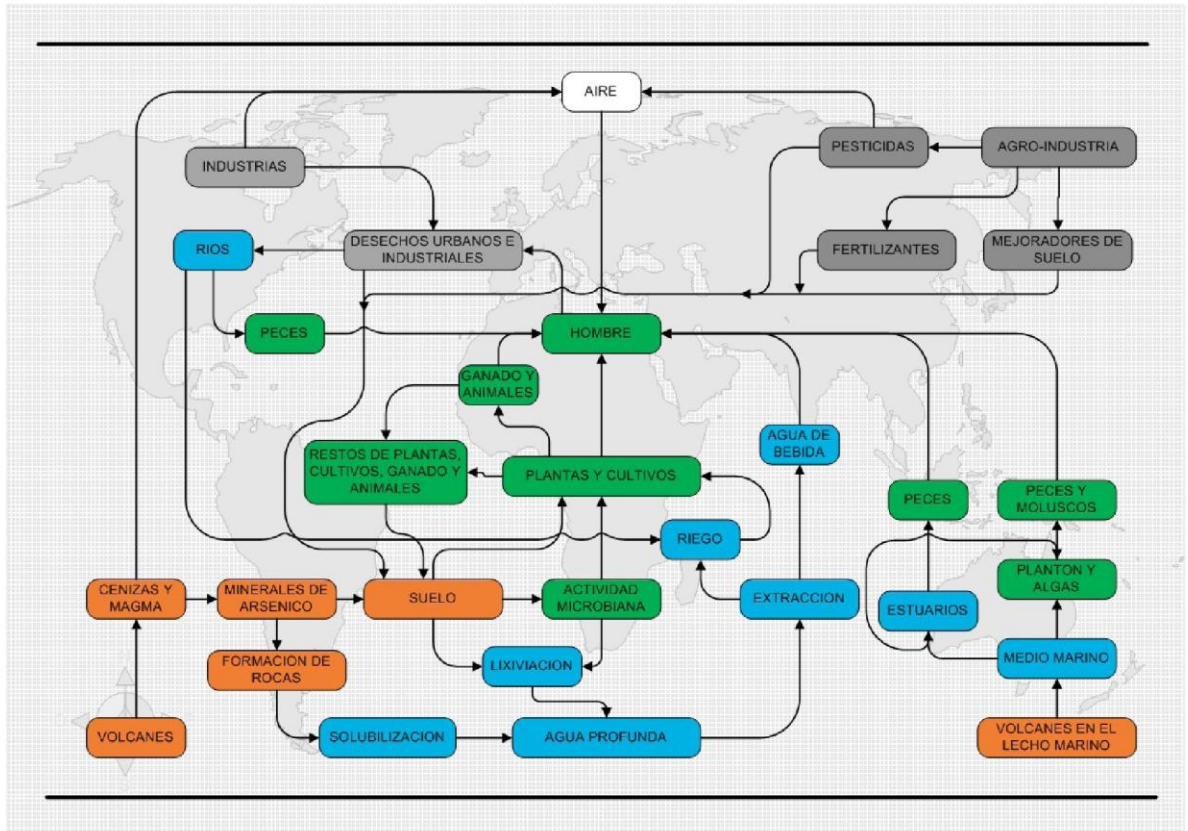 AIRE
INDUSTRIAS
PESTICIDAS
AGRO-INDUSTRIA
RIOS
DESECHOS URBANOS E
INDUSTRIALES
FERTILIZANTES
MEJORADORES DE
SUELO
PECES
HOMBRE
GANADO Y
ANIMALES
RESTOS DE PLANTAS,
CULTIVOS, GANADO Y
ANIMALES
PLANTAS Y CULTIVOS
AGUA DE
BEBIDA
PECES
PECES Y
MOLUSCOS
RIEGO
PLANTON Y
ALGAS
CENIZAS Y
MAGMA
MINERALES DE
ARSENICO
SUELO
ACTIVIDAD
MICROBIANA
EXTRACCION
ESTUARIOS
FORMACION DE
ROCAS
LIXIVIACION
MEDIO MARINO
VOLCANES
SOLUBILIZACION
AGUA PROFUNDA
VOLCANES EN EL
LECHO MARINO